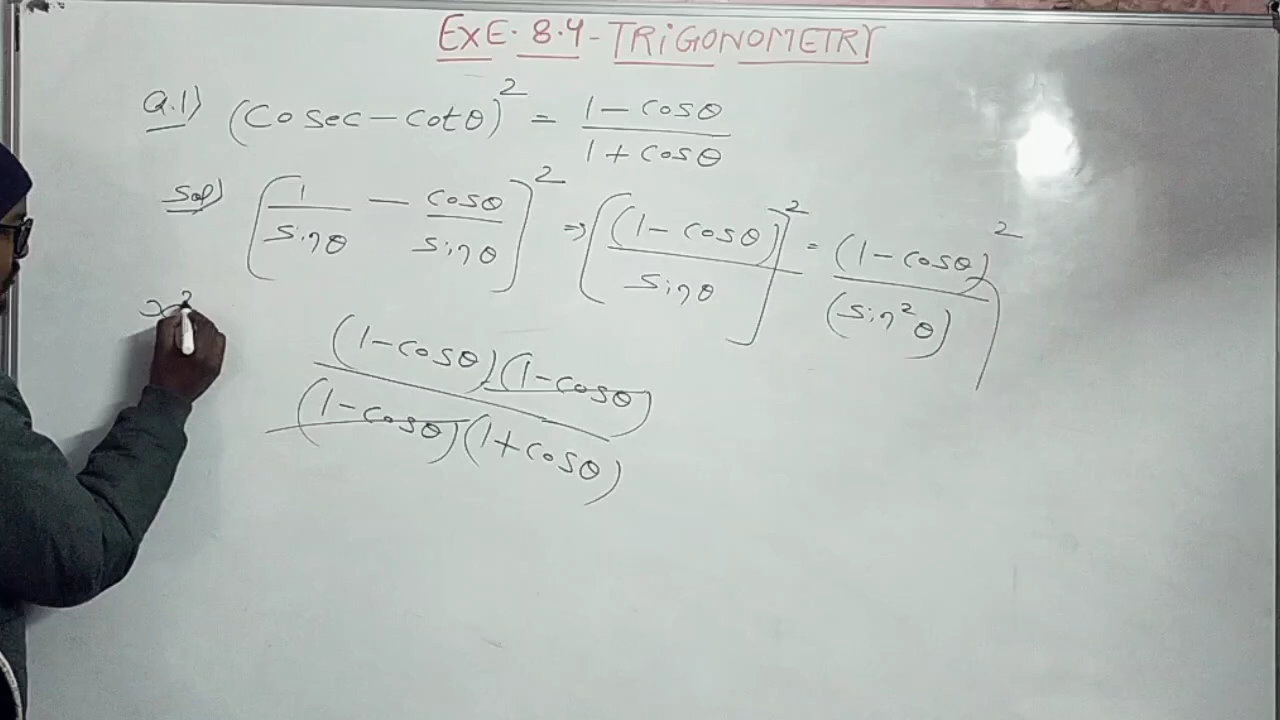 EXE. 8.4 - TRIGONOMETRY
Q.1) (Cosec - cotθ)² = (1 - cosθ) / (1 + cosθ)
Sol) [1/sinθ - cosθ/sinθ]² ⇒ [(1 - cosθ)/sinθ]² = (1 - cosθ)² / (sin²θ)
x²
(1 - cosθ)(1 - cosθ)
(1 - cosθ)(1 + cosθ)